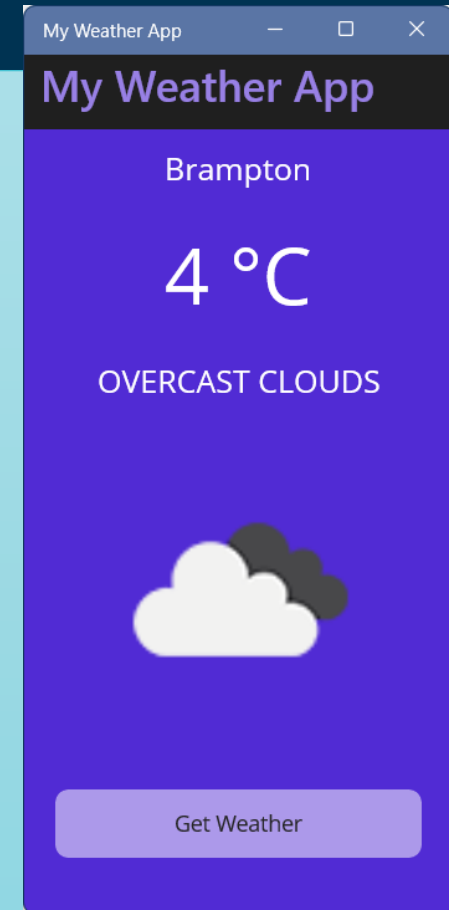 My Weather App
My Weather App
Brampton
4 °C
OVERCAST CLOUDS
Get Weather